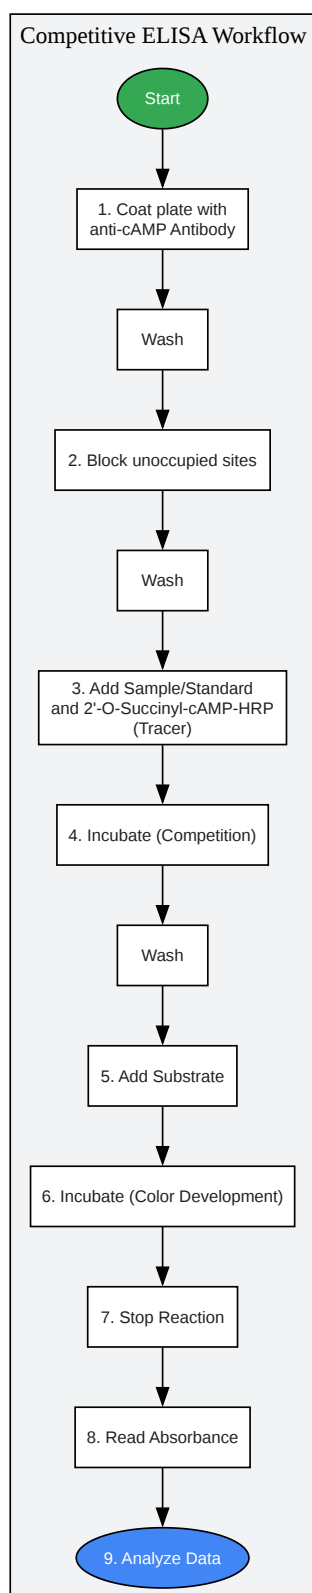 Competitive ELISA Workflow
Start
1. Coat plate with
anti-cAMP Antibody
Wash
2. Block unoccupied sites
Wash
3. Add Sample/Standard
and 2'-O-Succinyl-cAMP-HRP
(Tracer)
4. Incubate (Competition)
Wash
5. Add Substrate
6. Incubate (Color Development)
7. Stop Reaction
8. Read Absorbance
9. Analyze Data